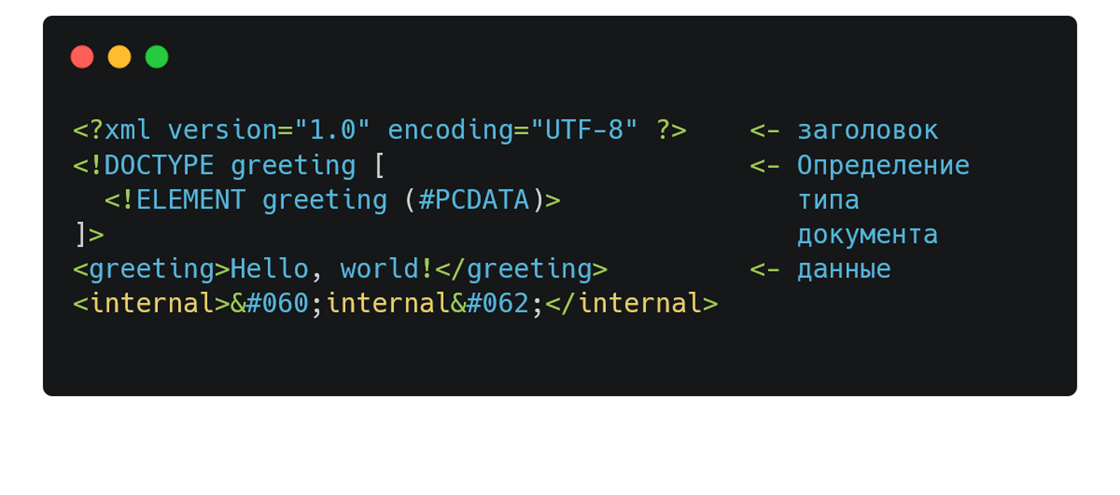 <?xml version="1.0" encoding="UTF-8" ?>    <- заголовок
<!DOCTYPE greeting [                         <- Определение
  <!ELEMENT greeting (#PCDATA)>               типа
]>                                            документа
<greeting>Hello, world!</greeting>         <- данные
<internal>&#060;internal&#062;</internal>